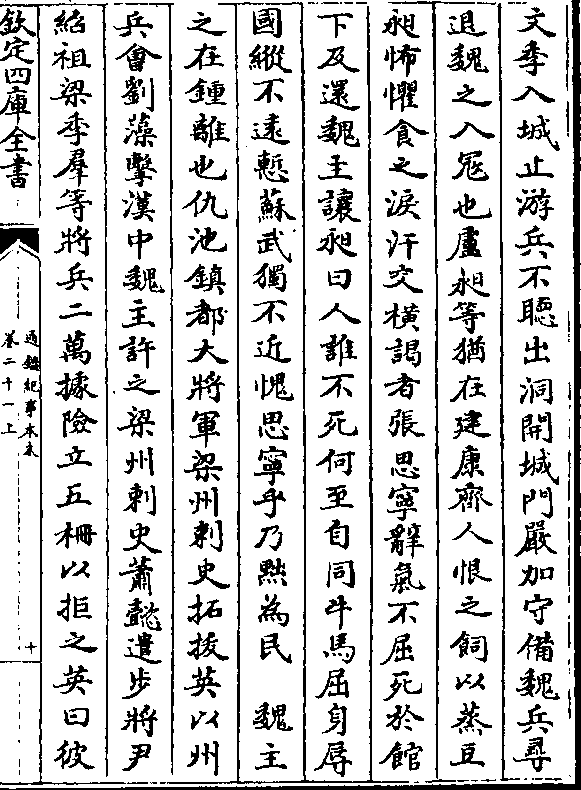 文季入城止游兵不聽出洞開城門嚴加守備魏兵尋
退魏之入寇也盧昶等猶在建康齊人恨之飼以蒸豆
昶怖懼食之淚汗交横謁者張思寧辭氣不屈死於館
下及還魏主讓昶曰人誰不死何至自同牛馬屈身辱
國縱不逺慙蘇武獨不近愧思寧乎乃黜為民　魏主
之在鍾離也仇池鎮都大將軍梁州刺史拓拔英以州
兵會劉藻擊漢中魏主許之梁州刺史蕭懿遣歩將尹
紹祖梁季羣等將兵二萬據險立五柵以拒之英曰彼
欽定四庫全書
通鑑紀事本末
卷二十一上
十